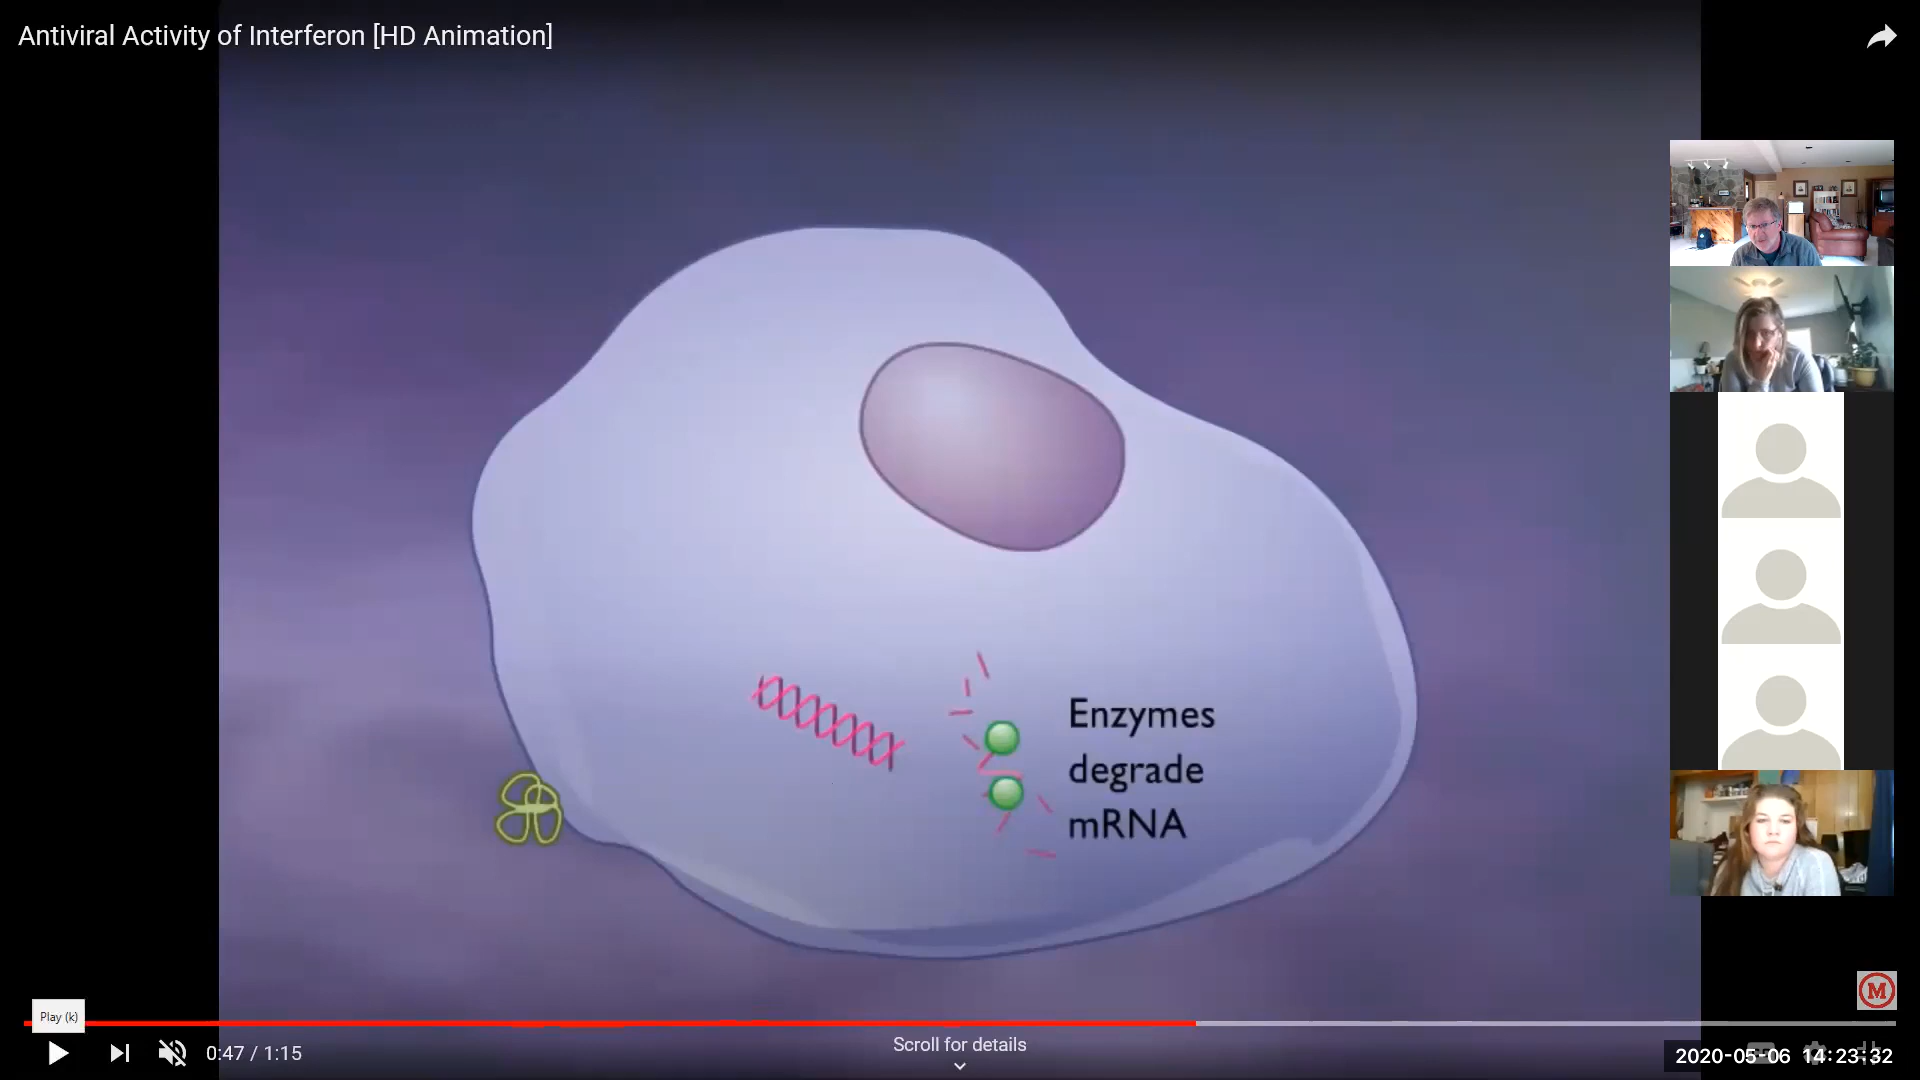 Antiviral Activity of Interferon [HD Animation]
Enzymes
degrade
mRNA
M
Play (k)
0:47 / 1:15
Scroll for details
2020-05-06 14:23:32